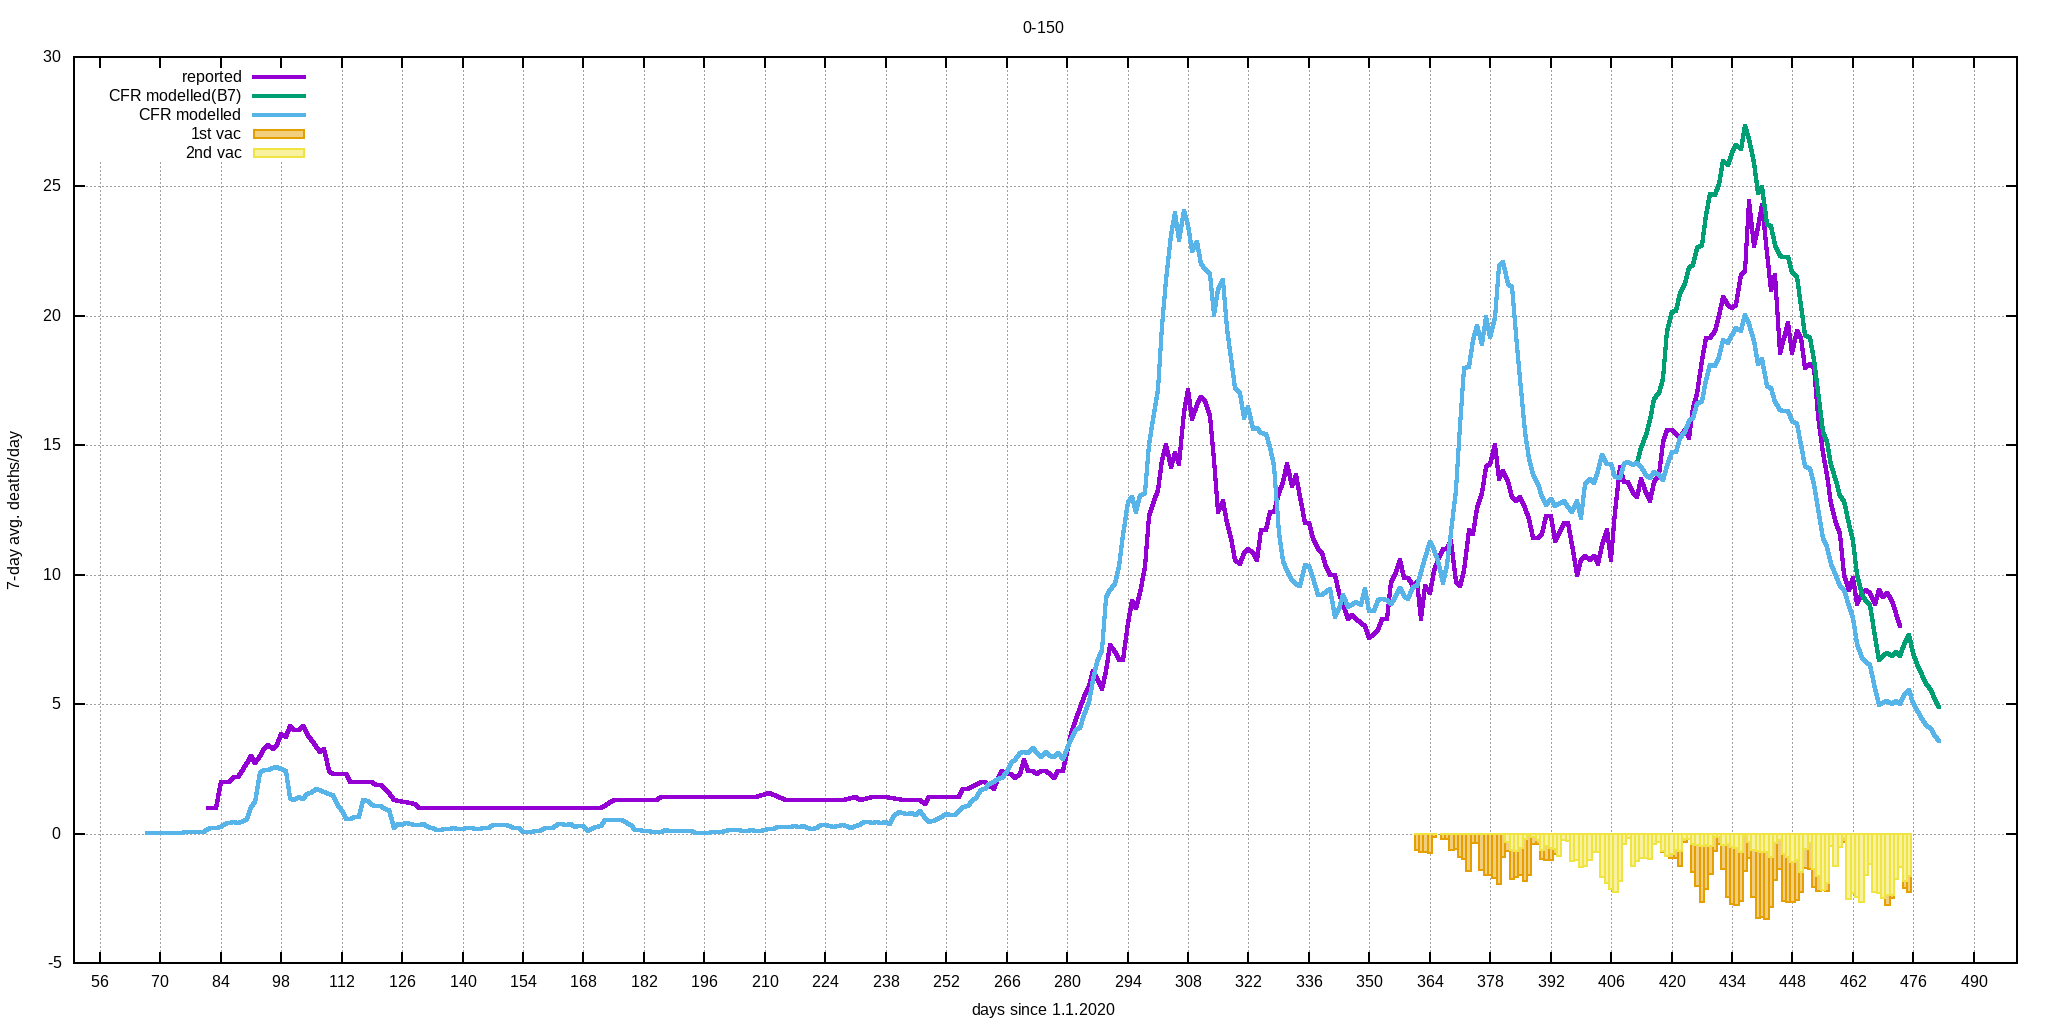 0-150
30
25
20
15
10
5
0
-5
reported
CFR modelled(B7)
CFR modelled
1st vac
2nd vac
7-day avg. deaths/day
56 70 84 98 112 126 140 154 168 182 196 210 224 238 252 266 280 294 308 322 336 350 364 378 392 406 420 434 448 462 476 490
days since 1.1.2020